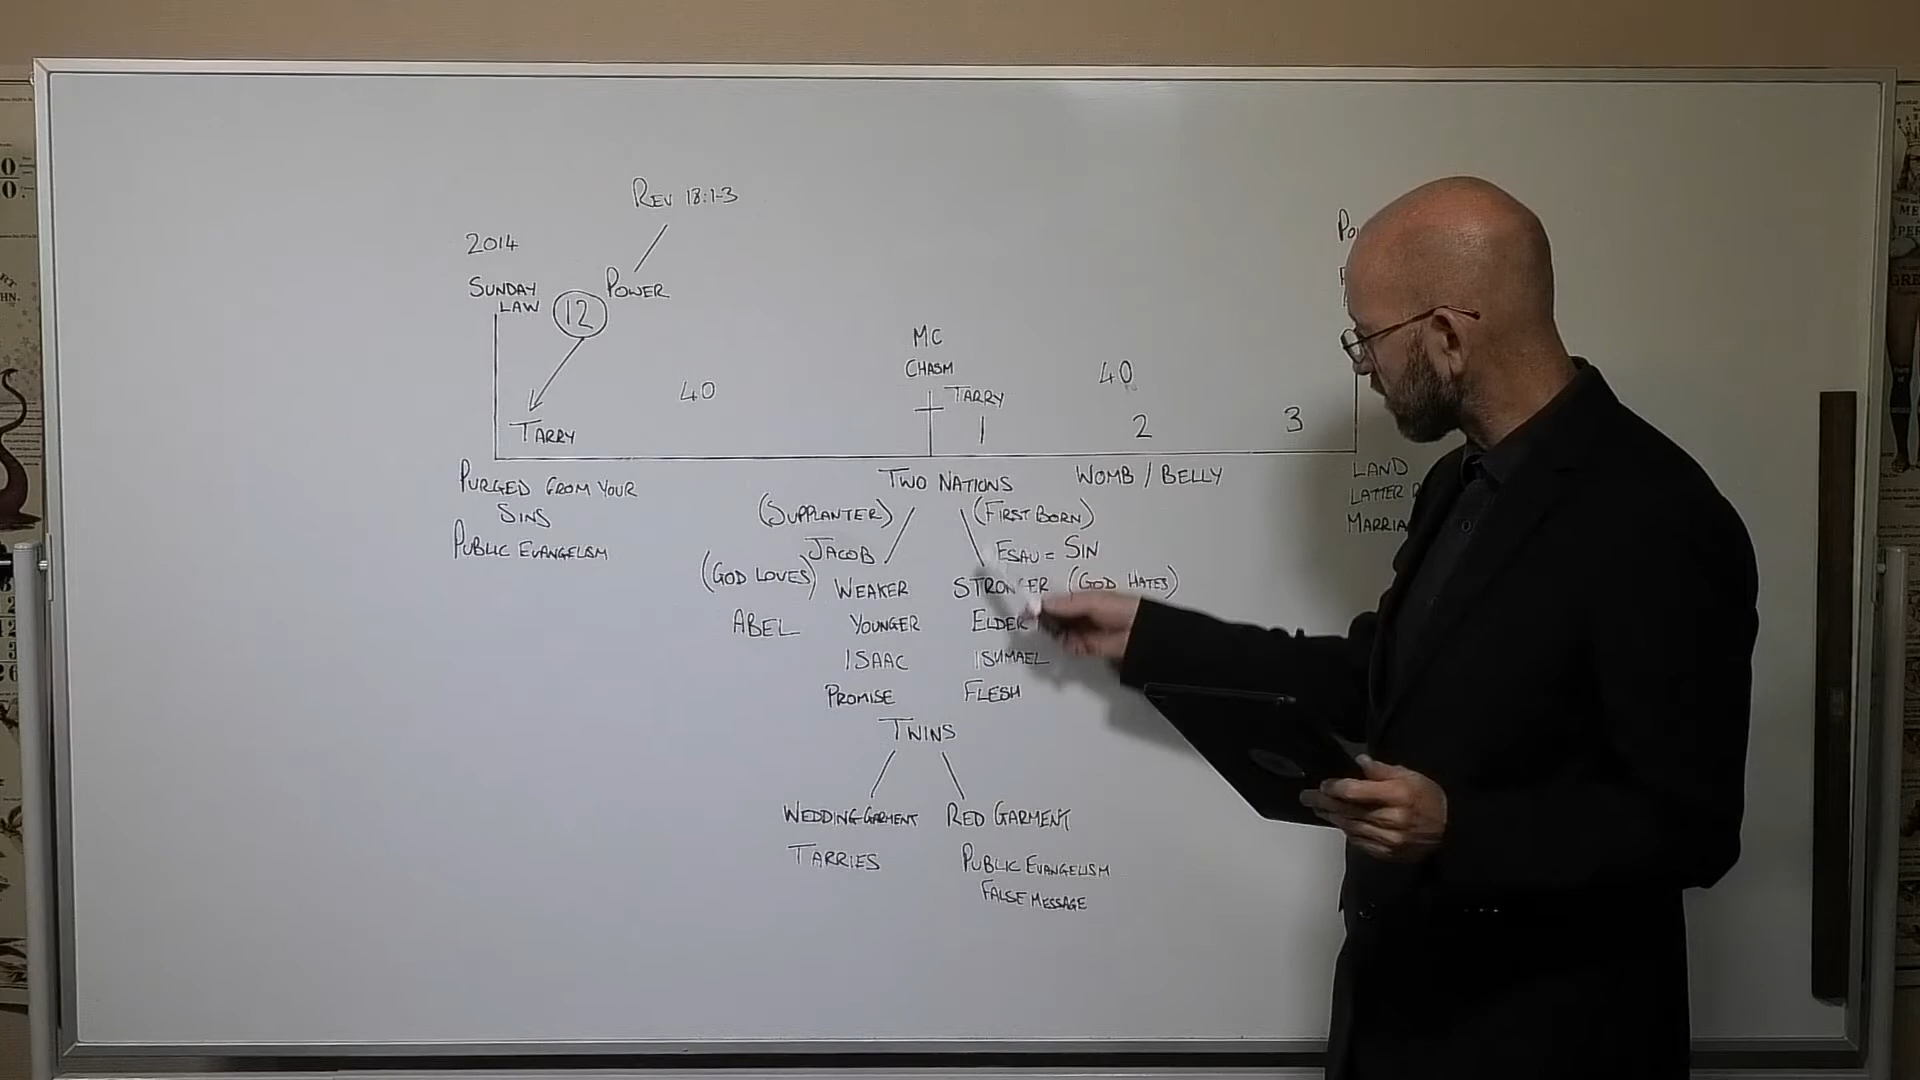 REV 18:1-3
2014
SUNDAY LAW
12
POWER
MC
CHASM
40
TARRY
40
TARRY
1
2
3
PURGED FROM YOUR
SINS
PUBLIC EVANGELISM
TWO NATIONS
WOMB / BELLY
LAND
LATTER
(SUPPLANTER)
(FIRST BORN)
JACOB
ESAU = SIN
(GOD LOVES)
WEAKER
STRONGER
(GOD HATES)
ABEL
YOUNGER
ELDER
ISAAC
ISHMAEL
PROMISE
FLESH
TWINS
WEDDING GARMENT
RED GARMENT
TARRIES
PUBLIC EVANGELISM
FALSE MESSAGE